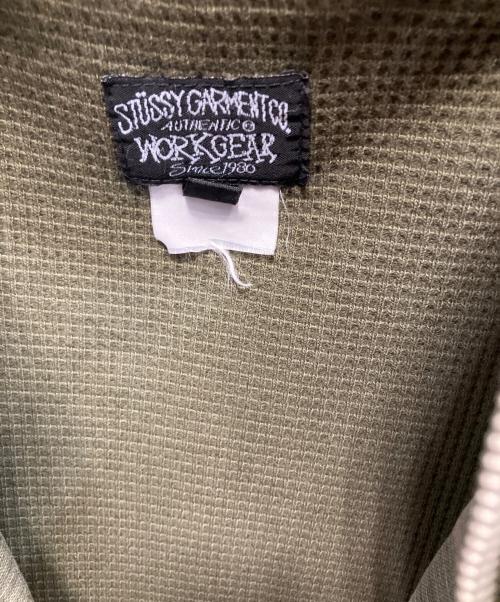 STÜSSY GARMENT CO.
AUTHENTIC
WORKGEAR
Since 1980